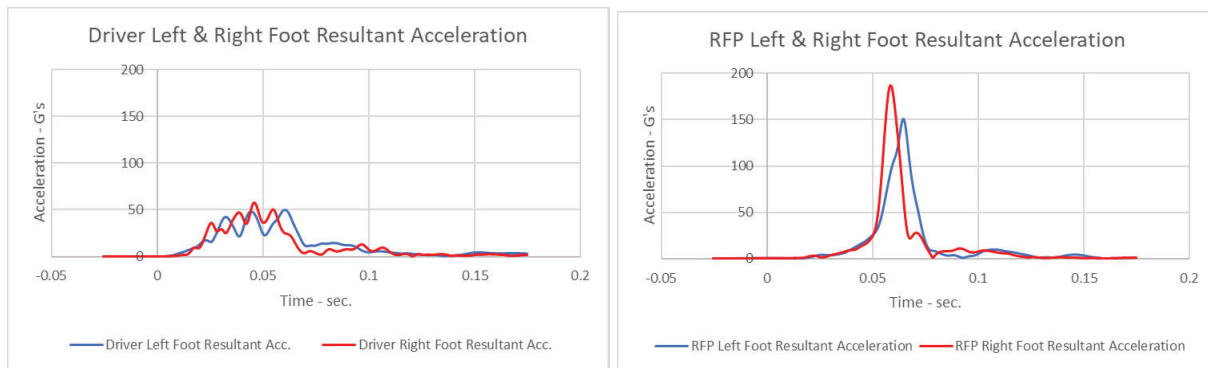 Driver Left & Right Foot Resultant Acceleration
200
150
100
50
0
-0.05
0
0.05
0.1
0.15
0.2
Acceleration - G's
Time - sec.
Driver Left Foot Resultant Acc.
Driver Right Foot Resultant Acc.
RFP Left & Right Foot Resultant Acceleration
200
150
100
50
0
-0.05
0
0.05
0.1
0.15
0.2
Acceleration - G's
Time - sec.
RFP Left Foot Resultant Acceleration
RFP Right Foot Resultant Acceleration